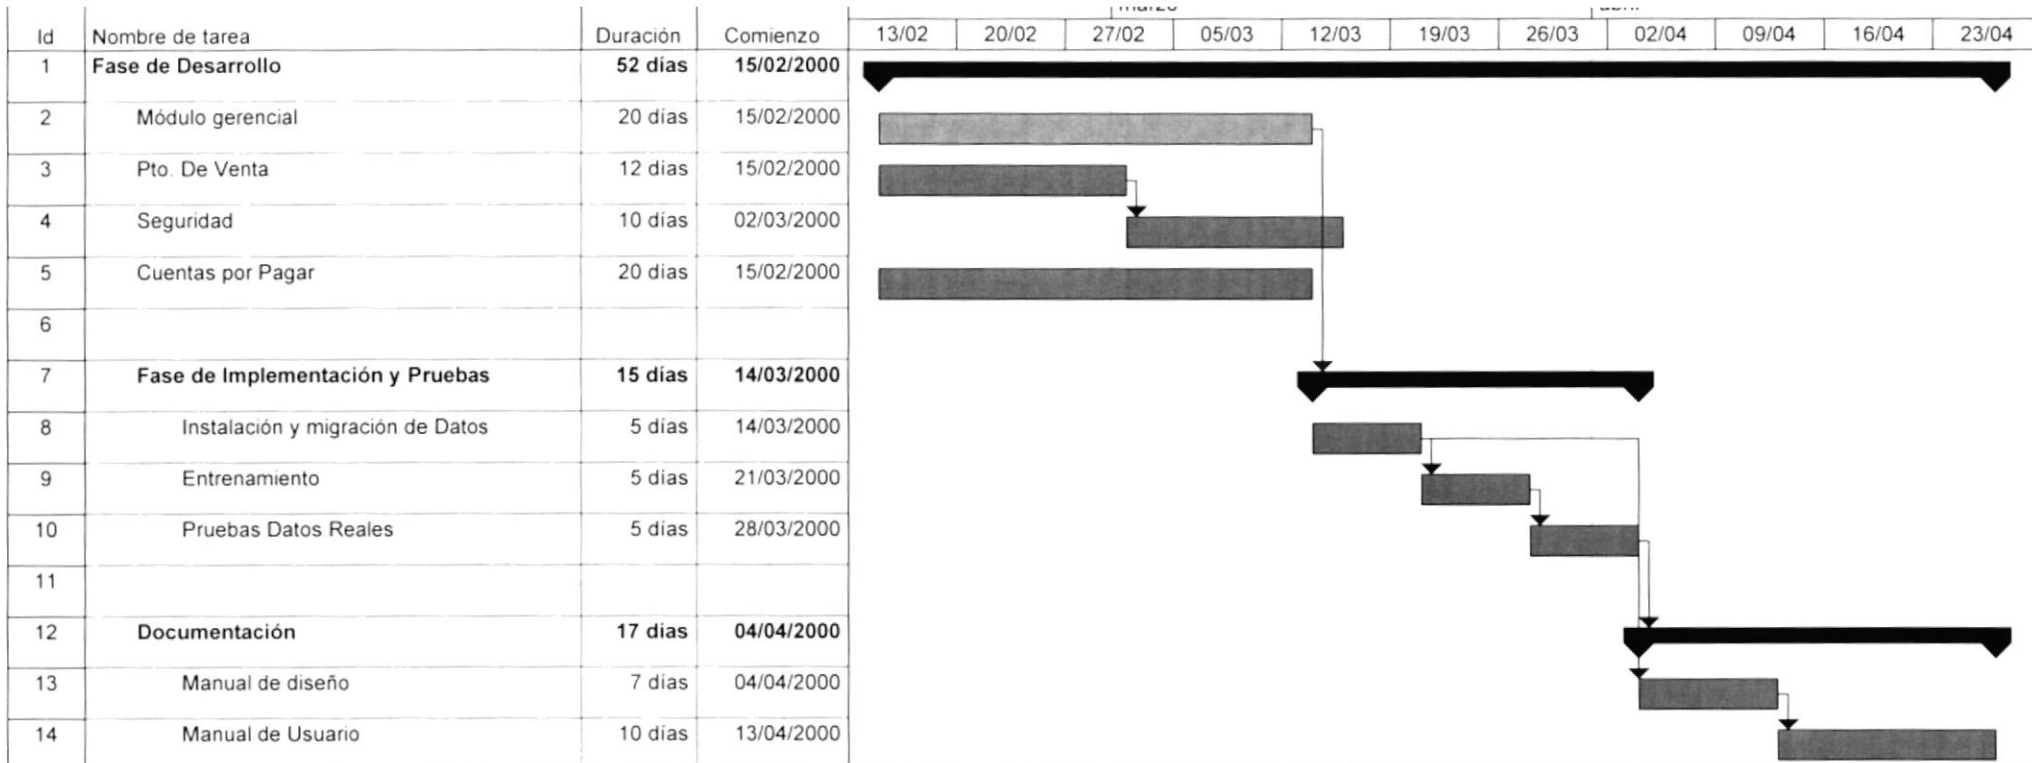 Id Nombre de tarea Duración Comienzo 13/02 20/02 27/02 05/03 12/03 19/03 26/03 02/04 09/04 16/04 23/04
1 Fase de Desarrollo 52 días 15/02/2000
2 Módulo gerencial 20 días 15/02/2000
3 Pto. De Venta 12 días 15/02/2000
4 Seguridad 10 días 02/03/2000
5 Cuentas por Pagar 20 días 15/02/2000
6
7 Fase de Implementación y Pruebas 15 días 14/03/2000
8 Instalación y migración de Datos 5 días 14/03/2000
9 Entrenamiento 5 días 21/03/2000
10 Pruebas Datos Reales 5 días 28/03/2000
11
12 Documentación 17 días 04/04/2000
13 Manual de diseño 7 días 04/04/2000
14 Manual de Usuario 10 días 13/04/2000